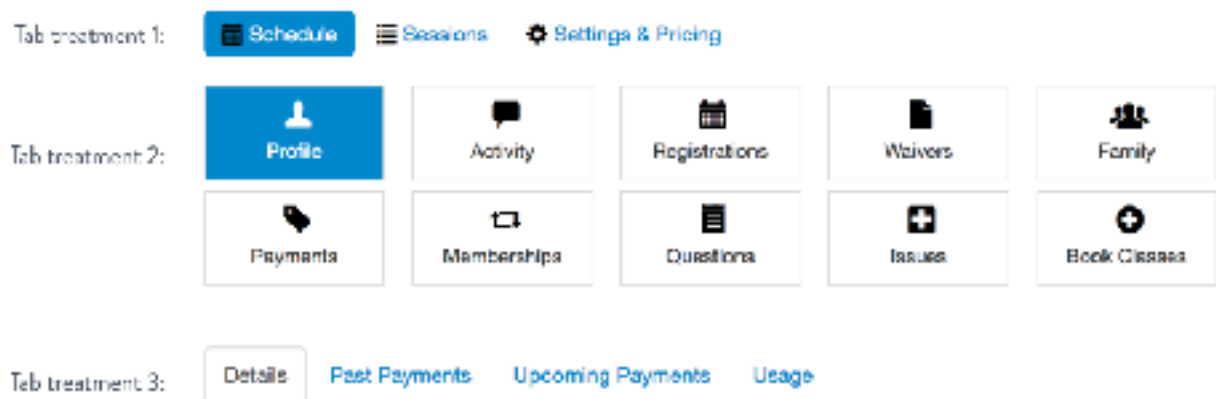 Tab treatment 1: Schedule Sessions Settings & Pricing
Profile Activity Registrations Waivers Family
Tab treatment 2:
Payments Memberships Questions Issues Book Classes
Tab treatment 3: Details Past Payments Upcoming Payments Usage